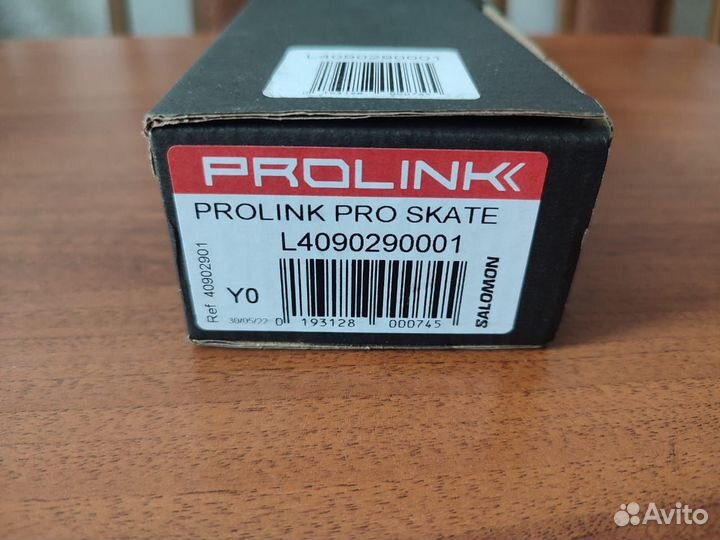 L4090290001
PROLINK
PROLINK PRO SKATE
L4090290001
Ref 40902901
Y0
30/05/22
0 193128 000745
SALOMON
Avito